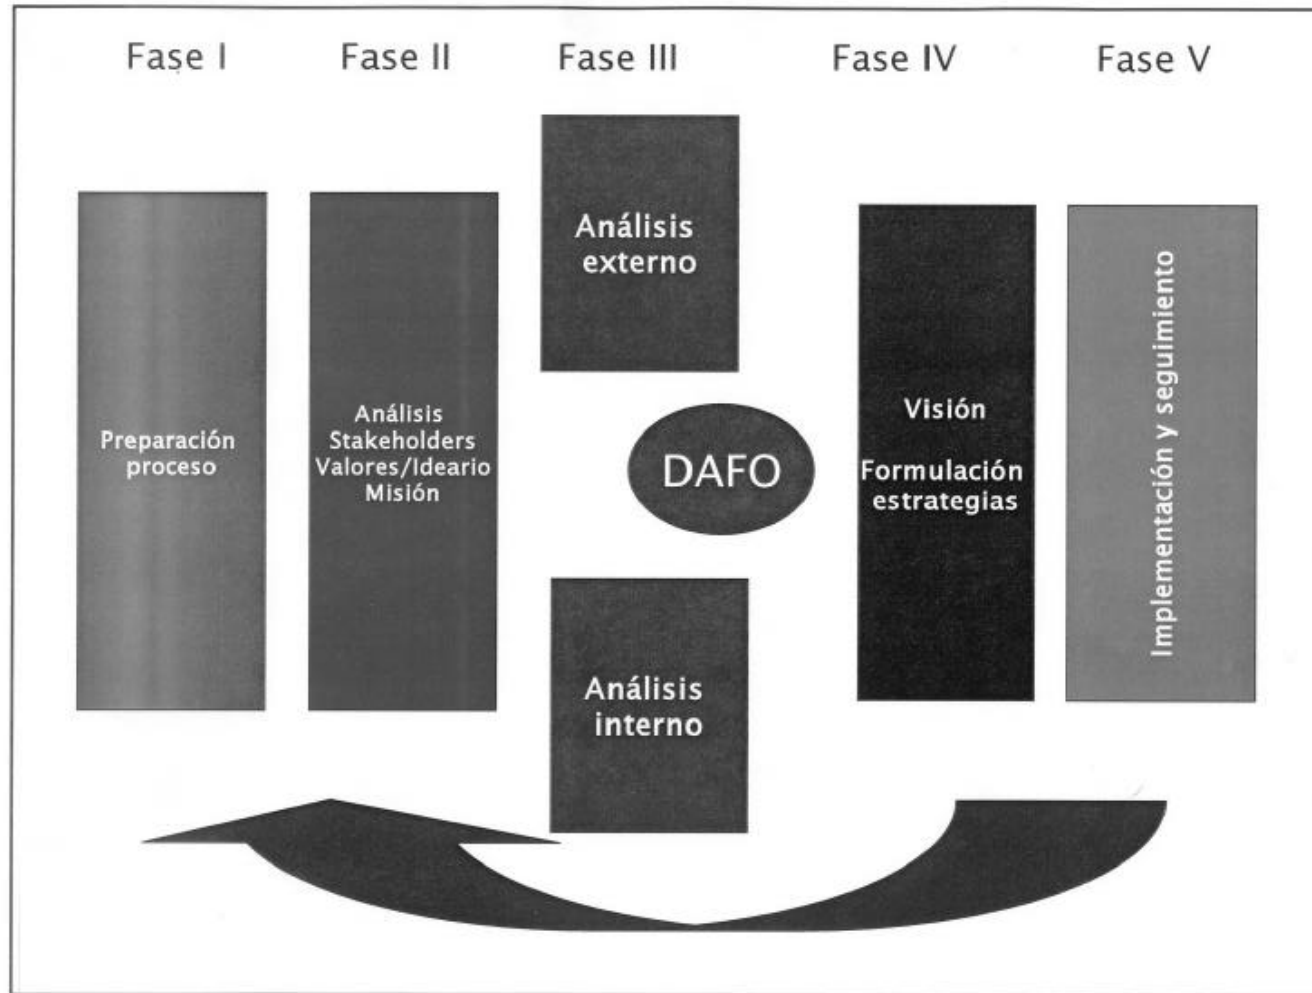 Fase I
Fase II
Fase III
Fase IV
Fase V
Preparación
proceso
Análisis
Stakeholders
Valores/Ideario
Misión
Análisis
externo
DAFO
Análisis
interno
Visión
Formulación
estrategias
Implementación y seguimiento